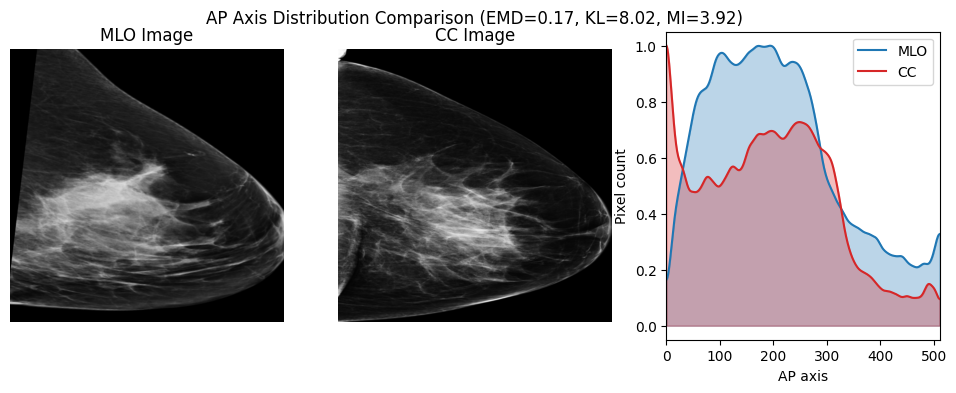 AP Axis Distribution Comparison (EMD=0.17, KL=8.02, MI=3.92)
MLO Image
CC Image
MLO
CC
Pixel count
1.0
0.8
0.6
0.4
0.2
0.0
0 100 200 300 400 500
AP axis